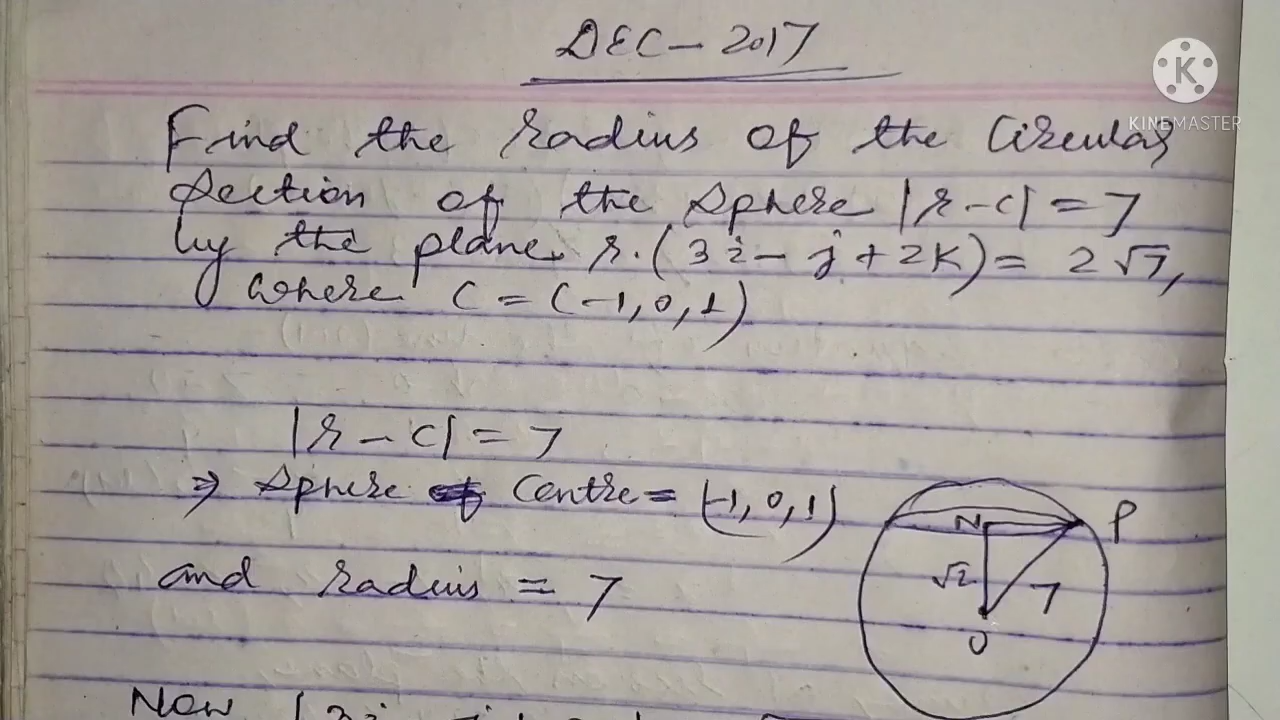 DEC - 2017
K
KINEMASTER
Find the radius of the Circular
Section of the Sphere |r - c| = 7
by the plane r. (3i - j + 2K) = 2√7,
where C = (-1, 0, 1)
|r - c| = 7
⇒ Sphere Centre = (-1, 0, 1)
and radius = 7
N
P
√2
7
O
Now